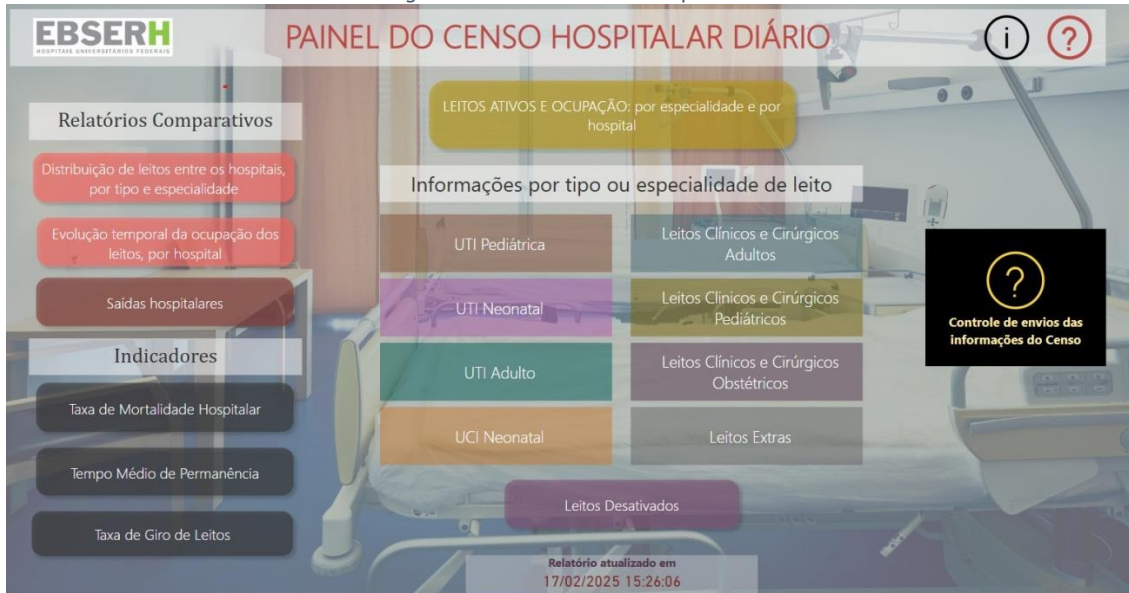 EBSERH
HOSPITAIS UNIVERSITÁRIOS FEDERAIS
PAINEL DO CENSO HOSPITALAR DIÁRIO
i
?
Relatórios Comparativos
Distribuição de leitos entre os hospitais,
por tipo e especialidade
Evolução temporal da ocupação dos
leitos, por hospital
Saídas hospitalares
Indicadores
Taxa de Mortalidade Hospitalar
Tempo Médio de Permanência
Taxa de Giro de Leitos
LEITOS ATIVOS E OCUPAÇÃO: por especialidade e por
hospital
Informações por tipo ou especialidade de leito
UTI Pediátrica
Leitos Clínicos e Cirúrgicos
Adultos
UTI Neonatal
Leitos Clinicos e Cirúrgicos
Pediátricos
UTI Adulto
Leitos Clínicos e Cirúrgicos
Obstétricos
UCI Neonatal
Leitos Extras
Leitos Desativados
?
Controle de envios das
informações do Censo
Relatório atualizado em
17/02/2025 15:26:06